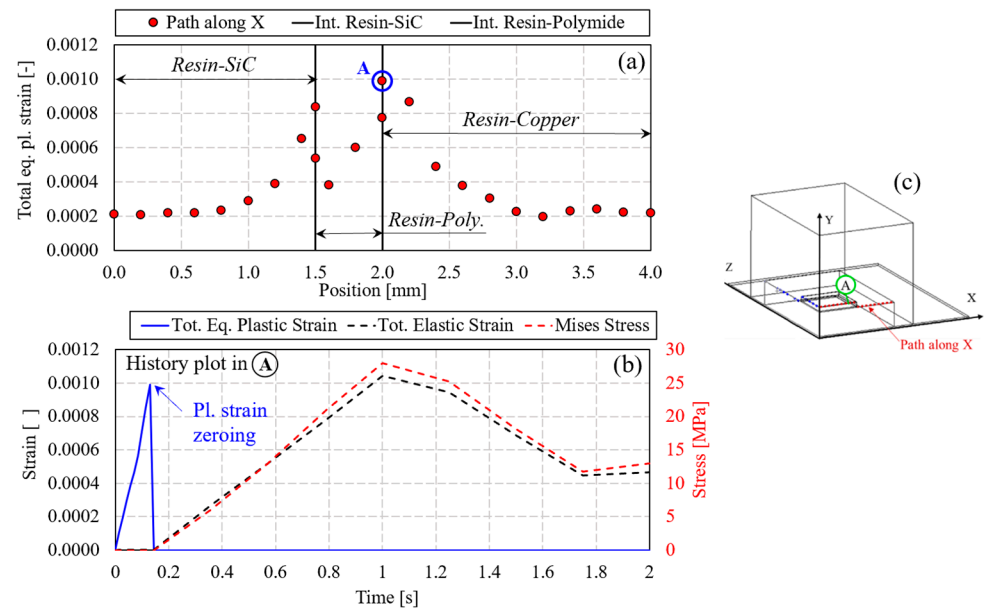 Path along X
Int. Resin-SiC
Int. Resin-Polymide
0.0012
0.0010
0.0008
0.0006
0.0004
0.0002
0.0000
Total eq. pl. strain [-]
Resin-SiC
A
(a)
Resin-Copper
Resin-Poly.
0.0 0.5 1.0 1.5 2.0 2.5 3.0 3.5 4.0
Position [mm]
Tot. Eq. Plastic Strain
Tot. Elastic Strain
Mises Stress
0.0012
0.0010
0.0008
0.0006
0.0004
0.0002
0.0000
Strain [ ]
History plot in A
(b)
Pl. strain
zeroing
30
25
20
15
10
5
0
Stress [MPa]
0 0.2 0.4 0.6 0.8 1 1.2 1.4 1.6 1.8 2
Time [s]
(c)
Y
Z
A
X
Path along X